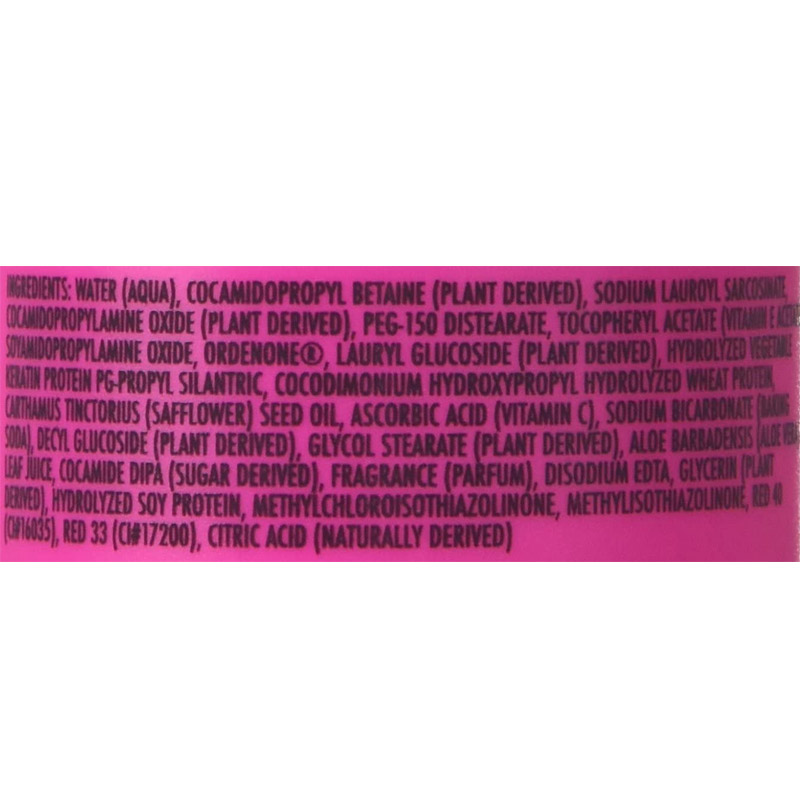 INGREDIENTS: WATER (AQUA), COCAMIDOPROPYL BETAINE (PLANT DERIVED), SODIUM LAUROYL SARCOSINATE,
COCAMIDOPROPYLAMINE OXIDE (PLANT DERIVED), PEG-150 DISTEARATE, TOCOPHERYL ACETATE (VITAMIN E
SOYAMIDOPROPYLAMINE OXIDE, ORDENONE®, LAURYL GLUCOSIDE (PLANT DERIVED), HYDROLYZED VEGETABLE
KERATIN PROTEIN PG-PROPYL SILANTRIC, COCODIMONIUM HYDROXYPROPYL HYDROLYZED WHEAT PROTEIN,
CARTHAMUS TINCTORIUS (SAFFLOWER) SEED OIL, ASCORBIC ACID (VITAMIN C), SODIUM BICARBONATE (BAKING
SODA), DECYL GLUCOSIDE (PLANT DERIVED), GLYCOL STEARATE (PLANT DERIVED), ALOE BARBADENSIS (ALOE
LEAF JUICE, COCAMIDE DIPA (SUGAR DERIVED), FRAGRANCE (PARFUM), DISODIUM EDTA, GLYCERIN (PLANT
DERIVED), HYDROLYZED SOY PROTEIN, METHYLCHLOROISOTHIAZOLINONE, METHYLISOTHIAZOLINONE, RED 40
(CI#16035), RED 33 (CI#17200), CITRIC ACID (NATURALLY DERIVED)